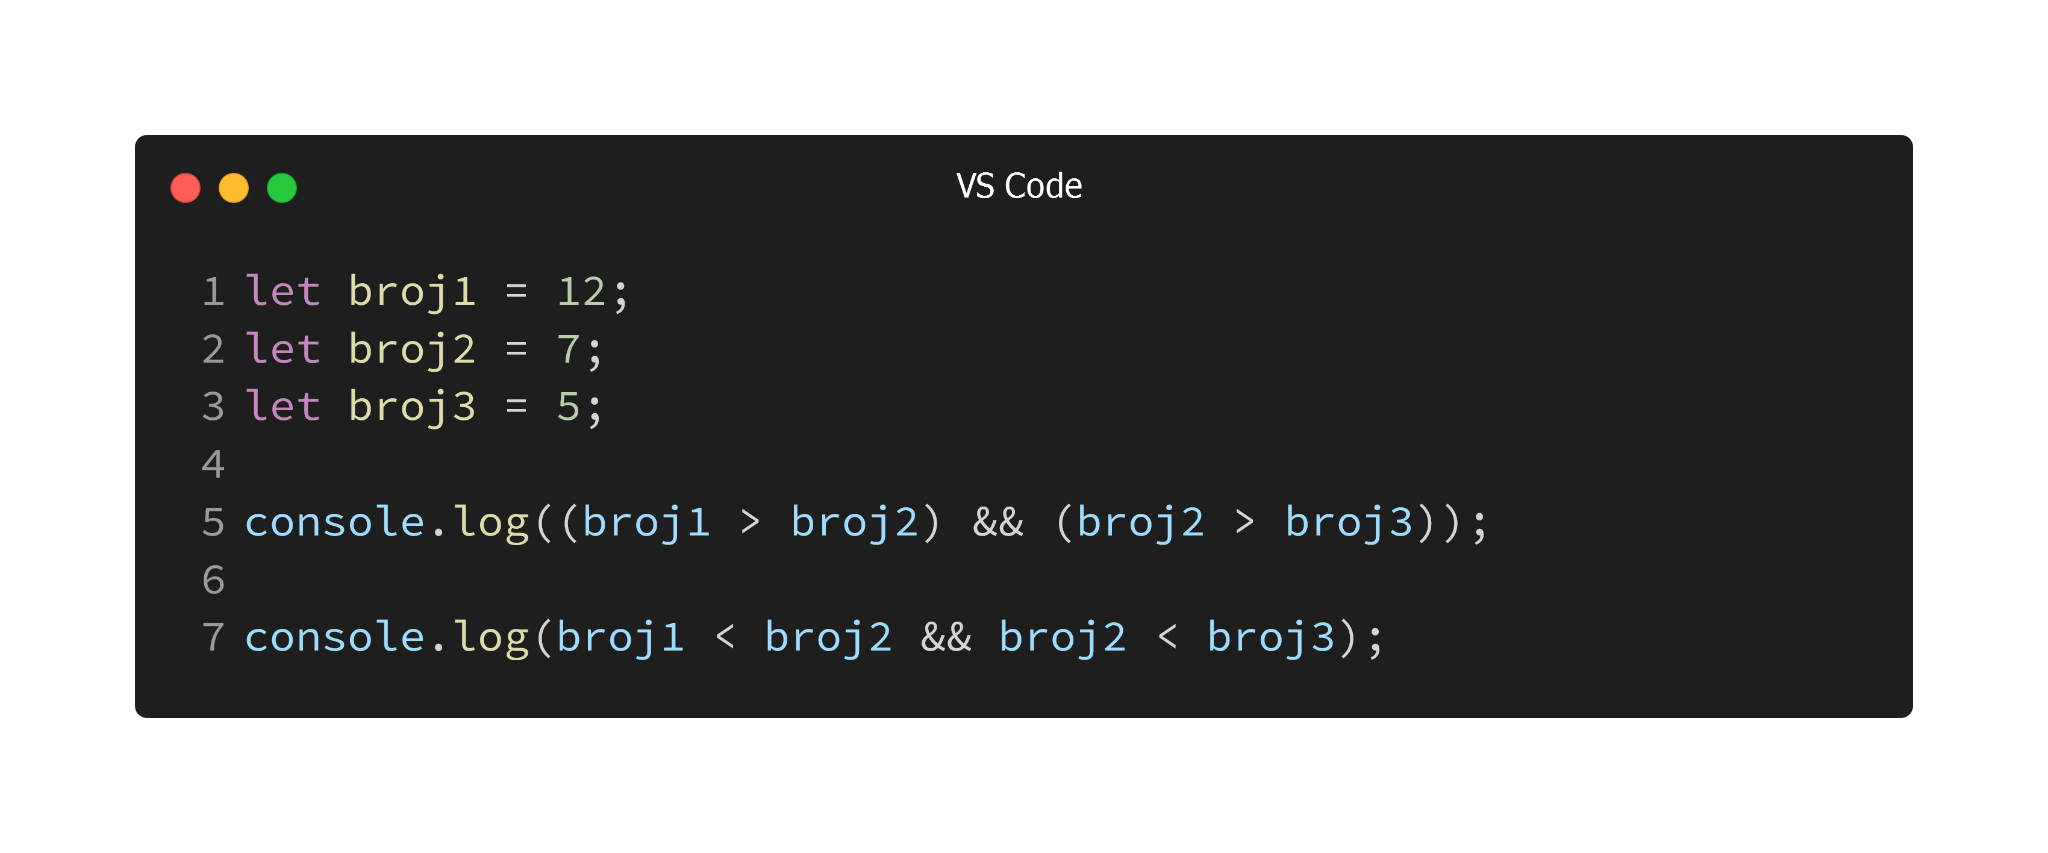 VS Code
1 let broj1 = 12;
2 let broj2 = 7;
3 let broj3 = 5;
4
5 console.log((broj1 > broj2) && (broj2 > broj3));
6
7 console.log(broj1 < broj2 && broj2 < broj3);